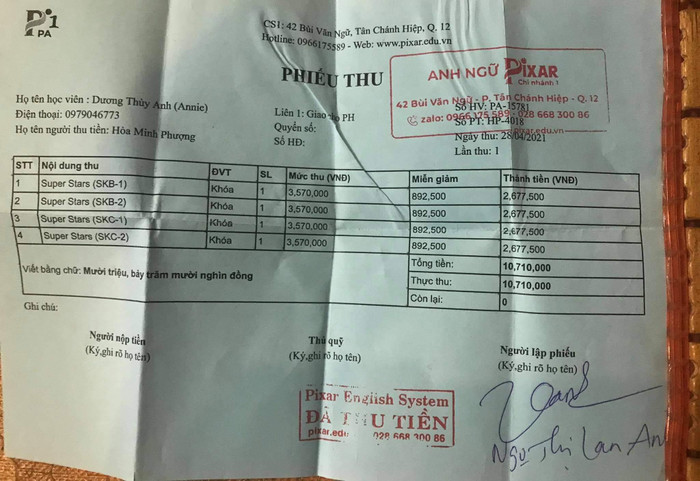 Pi1
PA
CS1: 42 Bùi Văn Ngữ, Tân Chánh Hiệp, Q. 12
Hotline: 0966175589 - Web: www.pixar.edu.vn
PHIẾU THU
ANH NGỮ PIXAR
Chi nhánh 1
42 Bùi Văn Ngữ - P. Tân Chánh Hiệp - Q. 12
zalo: 0966 175 589 - 028 668 300 86
pixar.edu.vn
Họ tên học viên : Dương Thùy Anh (Annie)
Điện thoại: 0979046773
Họ tên người thu tiền: Hỏa Minh Phượng
Liên 1: Giao cho PH
Quyển số:
Số HĐ:
Số HV: PA-15781
Số PT: HP-4018
Ngày thu: 28/04/2021
Lần thu: 1
STT Nội dung thu ĐVT SL Mức thu (VNĐ) Miễn giảm Thành tiền (VNĐ)
1 Super Stars (SKB-1) Khóa 1 3,570,000 892,500 2,677,500
2 Super Stars (SKB-2) Khóa 1 3,570,000 892,500 2,677,500
3 Super Stars (SKC-1) Khóa 1 3,570,000 892,500 2,677,500
4 Super Stars (SKC-2) Khóa 1 3,570,000 892,500 2,677,500
Viết bằng chữ: Mười triệu, bảy trăm mười nghìn đồng
Tổng tiền: 10,710,000
Thực thu: 10,710,000
Còn lại: 0
Ghi chú:
Người nộp tiền
(Ký,ghi rõ họ tên)
Thủ quỹ
(Ký,ghi rõ họ tên)
Người lập phiếu
(Ký,ghi rõ họ tên)
Pixar English System
ĐÃ THU TIỀN
pixar.edu 028 668 300 86
Ngô Thị Lan Anh